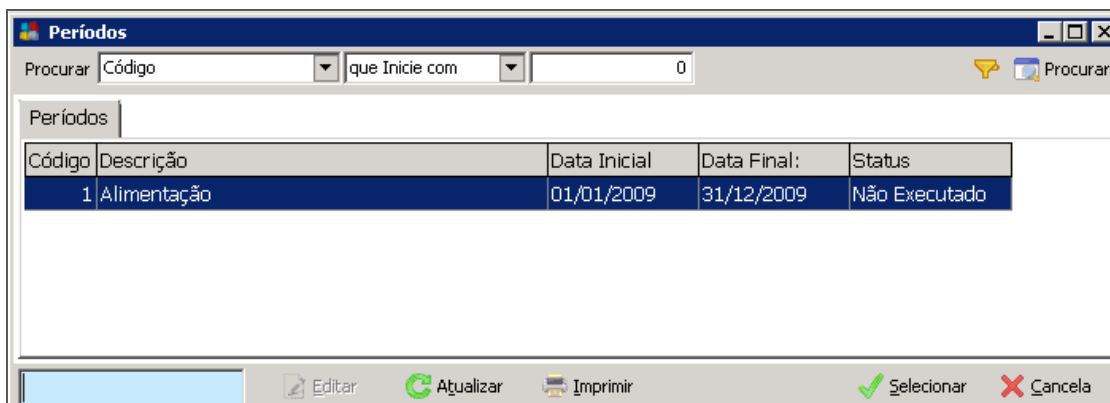 Períodos
Procurar Código que Inicie com 0 Procurar
Períodos
Código Descrição Data Inicial Data Final: Status
1 Alimentação 01/01/2009 31/12/2009 Não Executado
Editar Atualizar Imprimir Selecionar Cancela